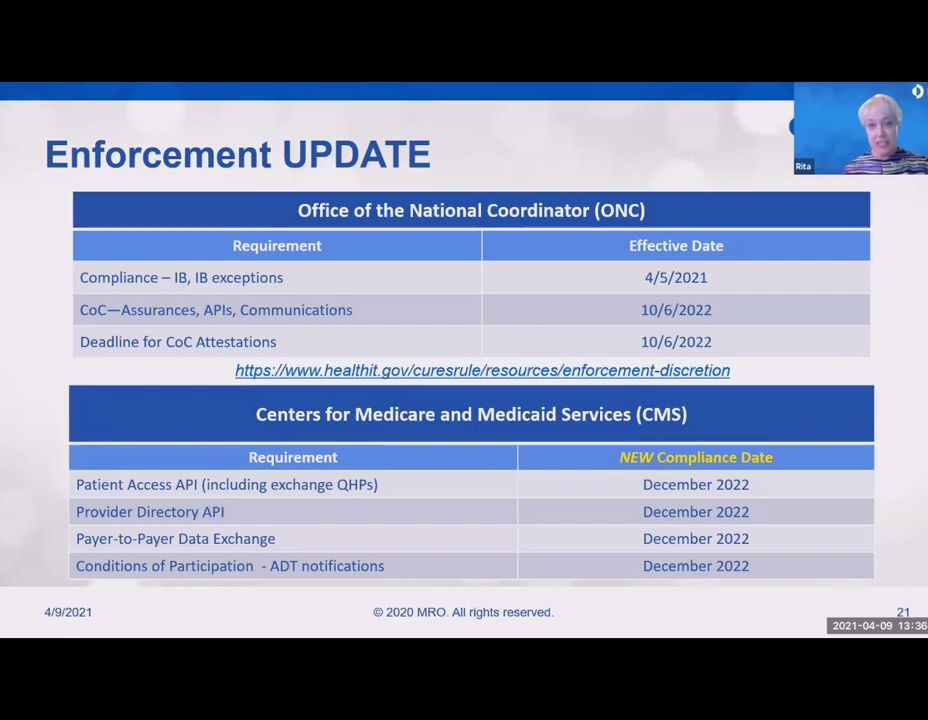 Enforcement UPDATE
Rita
Office of the National Coordinator (ONC)
Requirement Effective Date
Compliance – IB, IB exceptions 4/5/2021
CoC—Assurances, APIs, Communications 10/6/2022
Deadline for CoC Attestations 10/6/2022
https://www.healthit.gov/curesrule/resources/enforcement-discretion
Centers for Medicare and Medicaid Services (CMS)
Requirement NEW Compliance Date
Patient Access API (including exchange QHPs) December 2022
Provider Directory API December 2022
Payer-to-Payer Data Exchange December 2022
Conditions of Participation - ADT notifications December 2022
4/9/2021 © 2020 MRO. All rights reserved. 21
2021-04-09 13:36